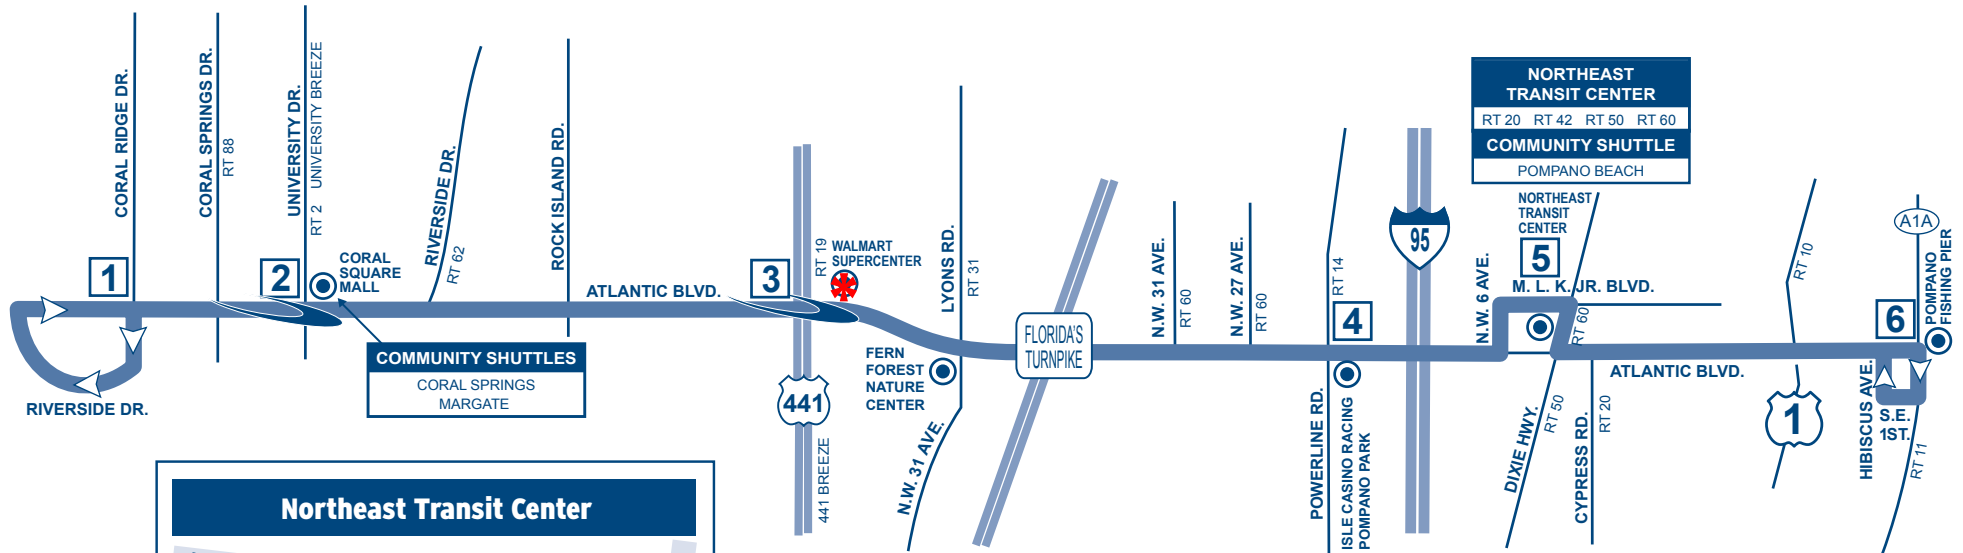 CORAL RIDGE DR.
CORAL SPRINGS DR.
RT 88
UNIVERSITY DR.
RT 2 UNIVERSITY BREEZE
RIVERSIDE DR.
RT 62
ROCK ISLAND RD.
1
2
CORAL
SQUARE
MALL
RIVERSIDE DR.
COMMUNITY SHUTTLES
CORAL SPRINGS
MARGATE
ATLANTIC BLVD.
3
RT 19
WALMART
SUPERCENTER
441
441 BREEZE
LYONS RD.
RT 31
FERN
FOREST
NATURE
CENTER
N.W. 31 AVE.
FLORIDA'S
TURNPIKE
N.W. 31 AVE.
RT 60
N.W. 27 AVE.
RT 60
RT 14
4
POWERLINE RD.
ISLE CASINO RACING
POMPANO PARK
95
NORTHEAST
TRANSIT CENTER
RT 20 RT 42 RT 50 RT 60
COMMUNITY SHUTTLE
POMPANO BEACH
NORTHEAST
TRANSIT
CENTER
5
N.W. 6 AVE.
M. L. K. JR. BLVD.
RT 60
DIXIE HWY.
RT 50
CYPRESS RD.
RT 20
ATLANTIC BLVD.
RT 10
1
A1A
6
POMPANO
FISHING PIER
HIBISCUS AVE.
S.E.
1ST.
RT 11
Northeast Transit Center